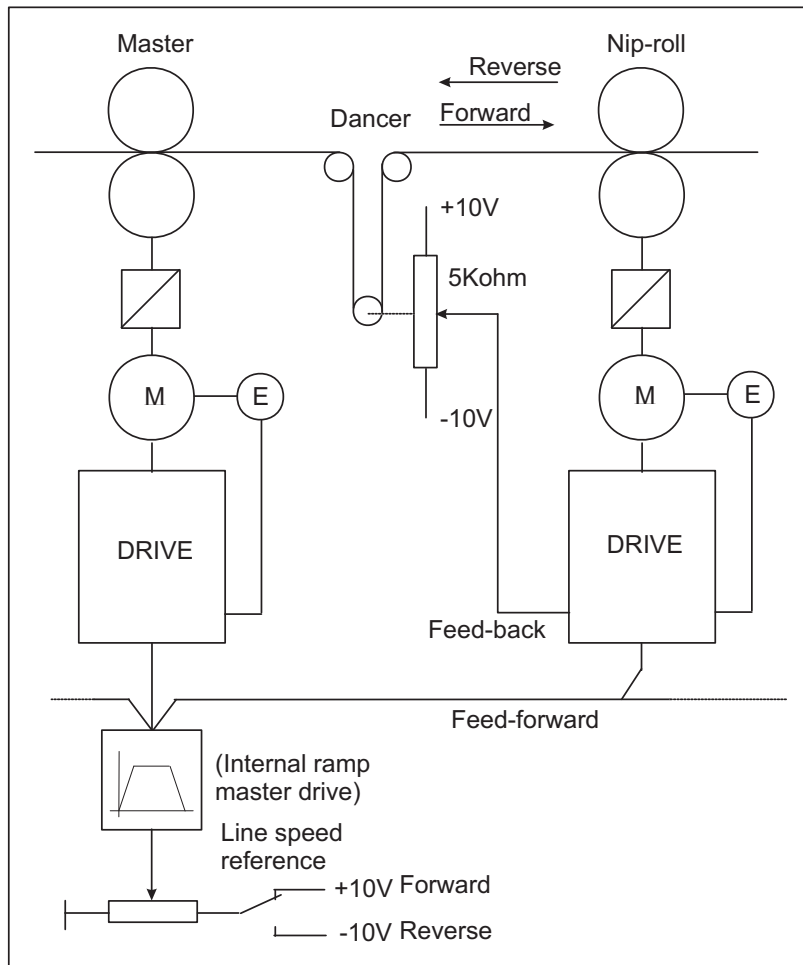 Master
Nip-roll
Reverse
Dancer
Forward
+10V
5Kohm
M
E
M
E
-10V
DRIVE
DRIVE
Feed-back
Feed-forward
(Internal ramp
master drive)
Line speed
reference
+10V Forward
-10V Reverse